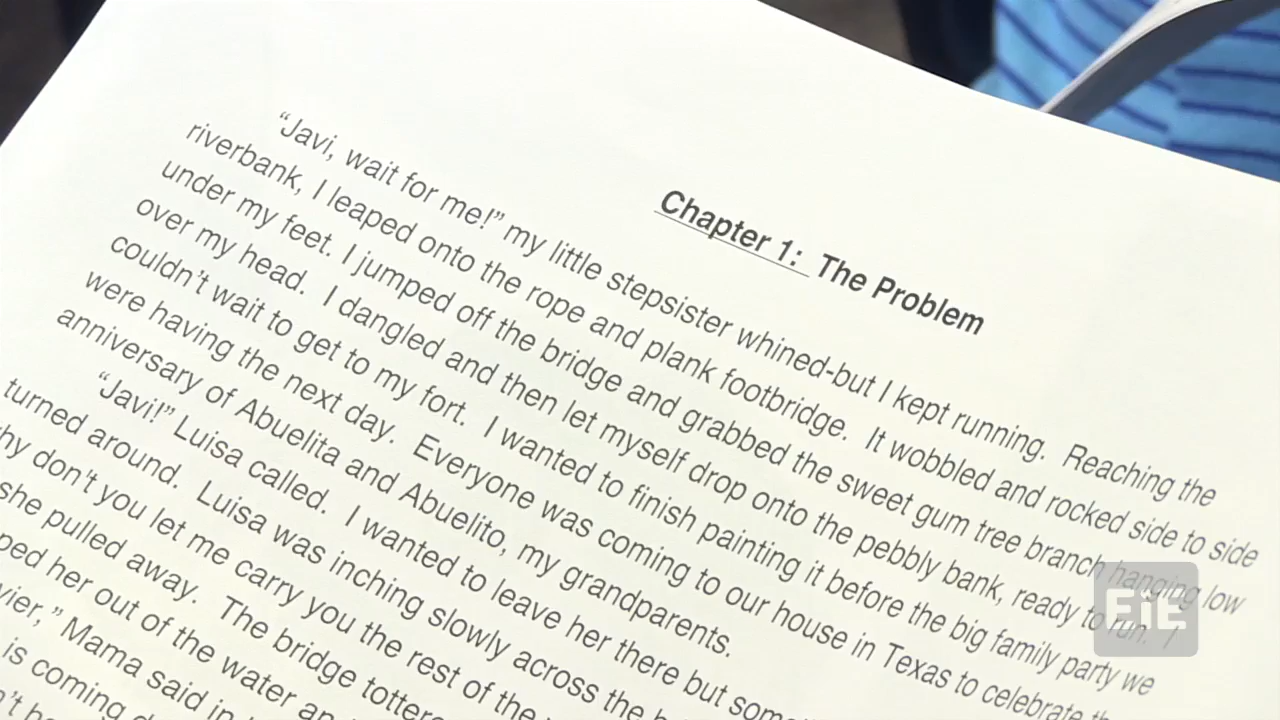 Chapter 1: The Problem
“Javi, wait for me!” my little stepsister whined-but I kept running. Reaching the
riverbank, I leaped onto the rope and plank footbridge. It wobbled and rocked side to side
under my feet. I jumped off the bridge and grabbed the sweet gum tree branch hanging low
over my head. I dangled and then let myself drop onto the pebbly bank, ready to run. I
couldn't wait to get to my fort. I wanted to finish painting it before the big family party we
were having the next day. Everyone was coming to our house in Texas to celebrate
anniversary of Abuelita and Abuelito, my grandparents.
“Javi!” Luisa called. I wanted to leave her there but
turned around. Luisa was inching slowly across the
don't you let me carry you the rest of the
she pulled away. The bridge
her out of the water
Mama said in
is coming
EiE